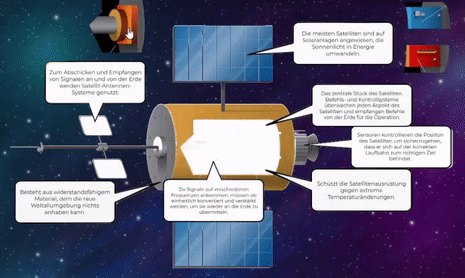 Die meisten Satelliten sind auf
Solaranlagen angewiesen, die
Sonnenlicht in Energie
umwandeln.
Zum Abschicken und Empfangen
von Signalen an und von der Erde
werden Satellit-Antennen-
Systeme genutzt.
Das zentrale Stück des Satelliten.
Befehls- und Kontrollsysteme
überwachen jeden Aspekt des
Satelliten und empfangen Befehle
von der Erde für die Operation.
Sensoren kontrollieren die Position
des Satelliten um sicherzugehen,
dass er sich auf der korrekten
Laufbahn zum richtigen Ziel
befindet.
Besteht aus widerstandsfähigem
Material, dem die raue
Weltallumgebung nichts
anhaben kann.
Da Signale auf verschiedenen
Frequenzen ankommen, müssen sie
einheitlich konvertiert und verstärkt
werden, um sie wieder an die Erde zu
übermitteln.
Schützt die Satellitenausrüstung
gegen extreme
Temperaturänderungen.